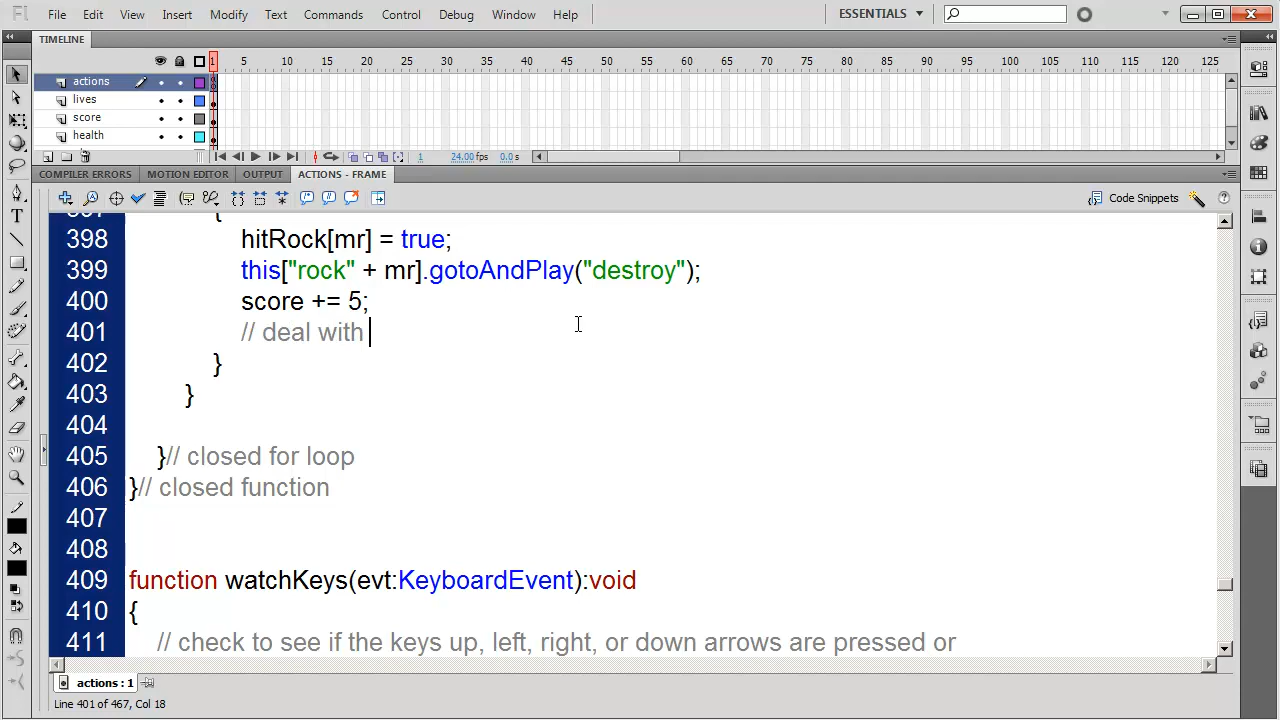 Fl File Edit View Insert Modify Text Commands Control Debug Window Help ESSENTIALS
TIMELINE
1 5 10 15 20 25 30 35 40 45 50 55 60 65 70 75 80 85 90 95 100 105 110 115 120 125
actions
lives
score
health
1 24.00 fps 0.0 s
COMPILER ERRORS MOTION EDITOR OUTPUT ACTIONS - FRAME
Code Snippets
{
398 hitRock[mr] = true;
399 this["rock" + mr].gotoAndPlay("destroy");
400 score += 5;
401 // deal with
402 }
403 }
404
405 }// closed for loop
406 }// closed function
407
408
409 function watchKeys(evt:KeyboardEvent):void
410 {
411 // check to see if the keys up, left, right, or down arrows are pressed or
actions : 1
Line 401 of 467, Col 18